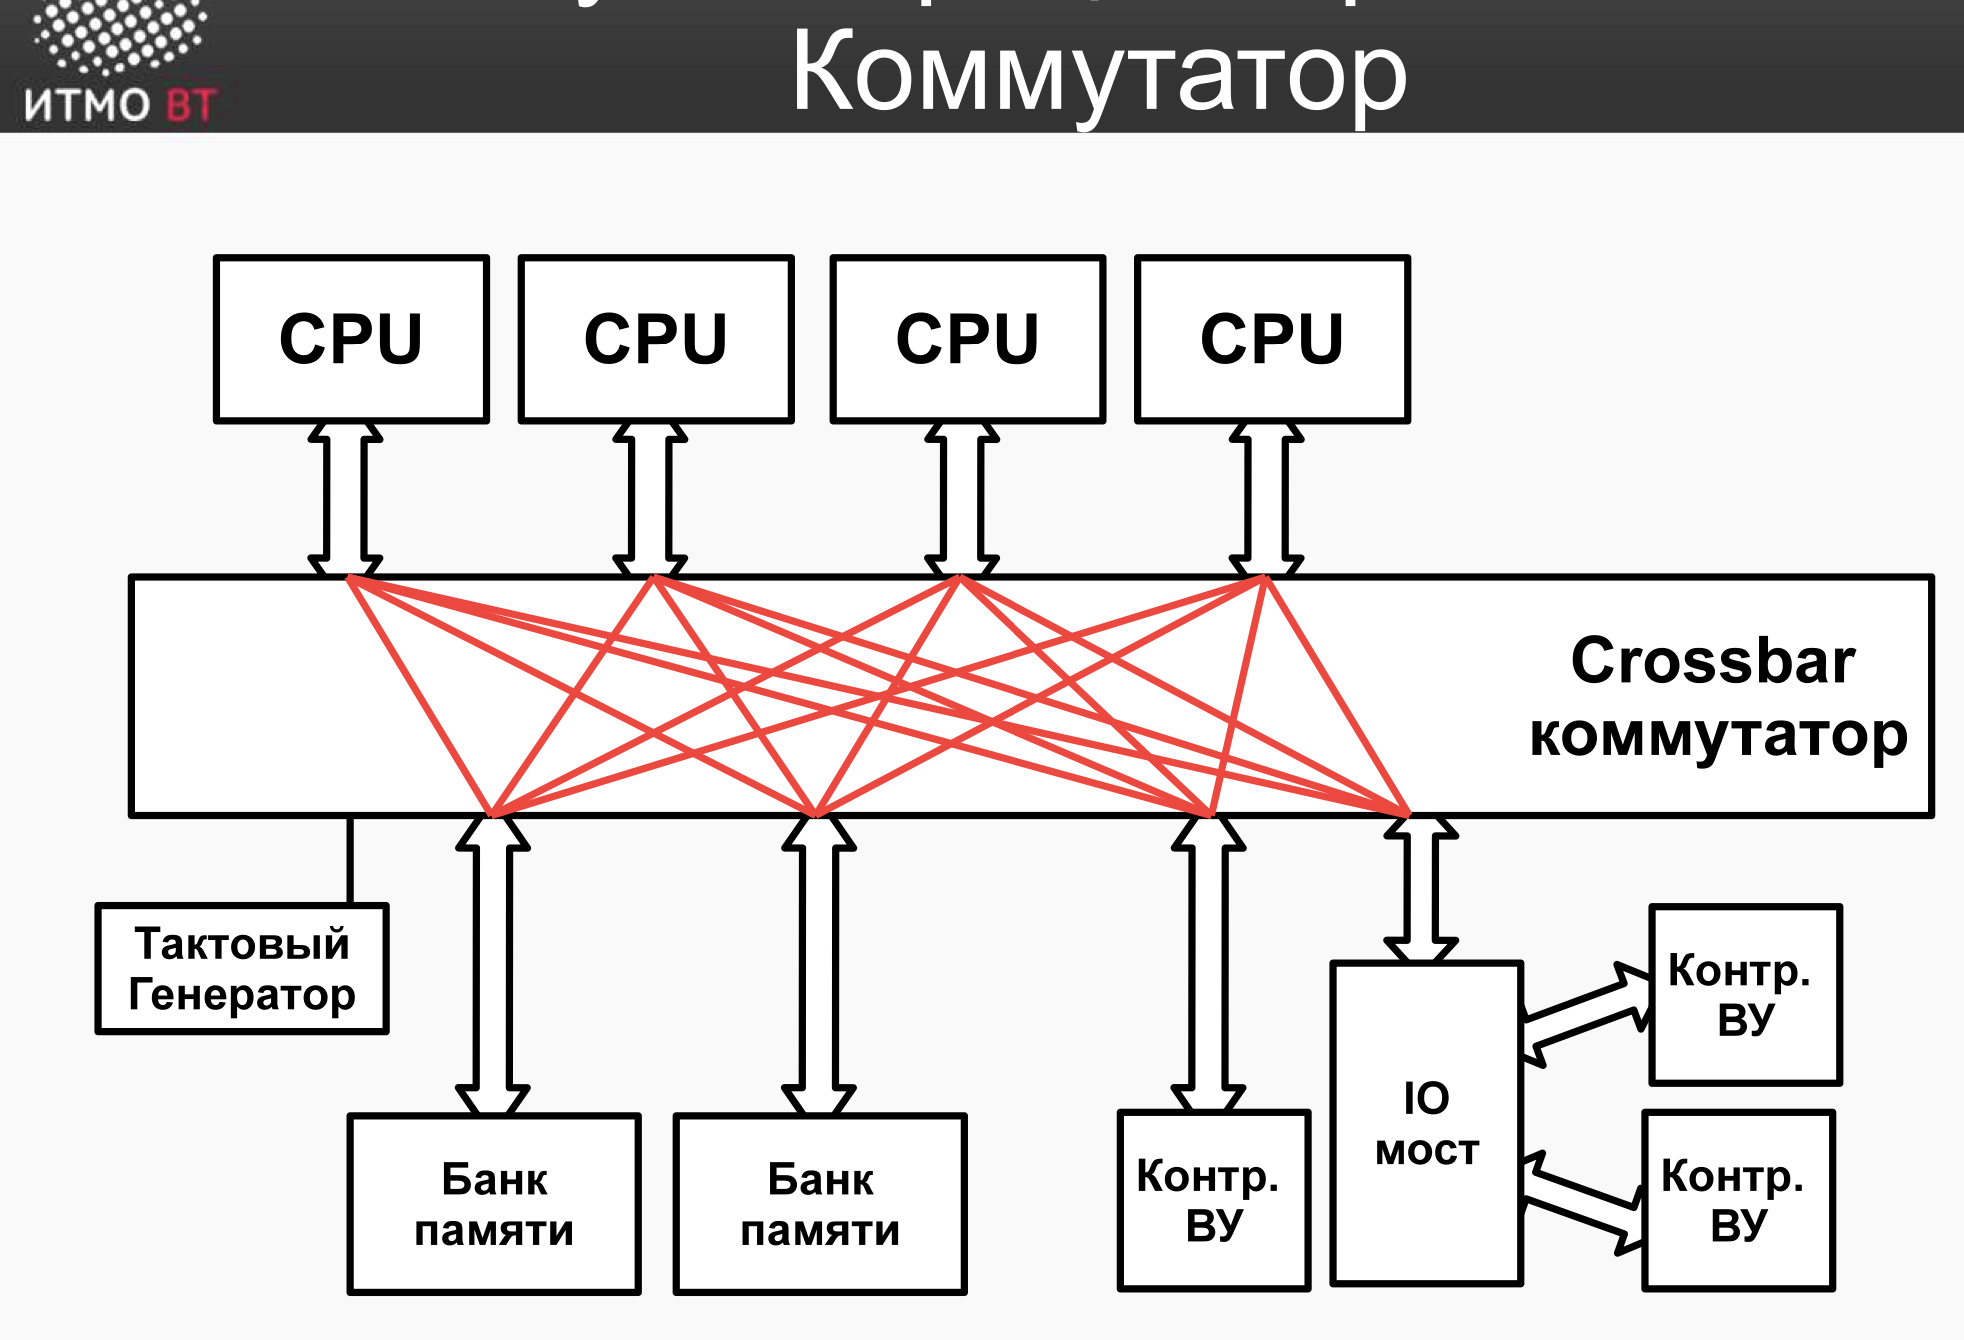 Коммутатор
ИТМО ВТ
CPU
CPU
CPU
CPU
Crossbar
коммутатор
Тактовый
Генератор
Контр.
ВУ
IO
мост
Банк
памяти
Банк
памяти
Контр.
ВУ
Контр.
ВУ